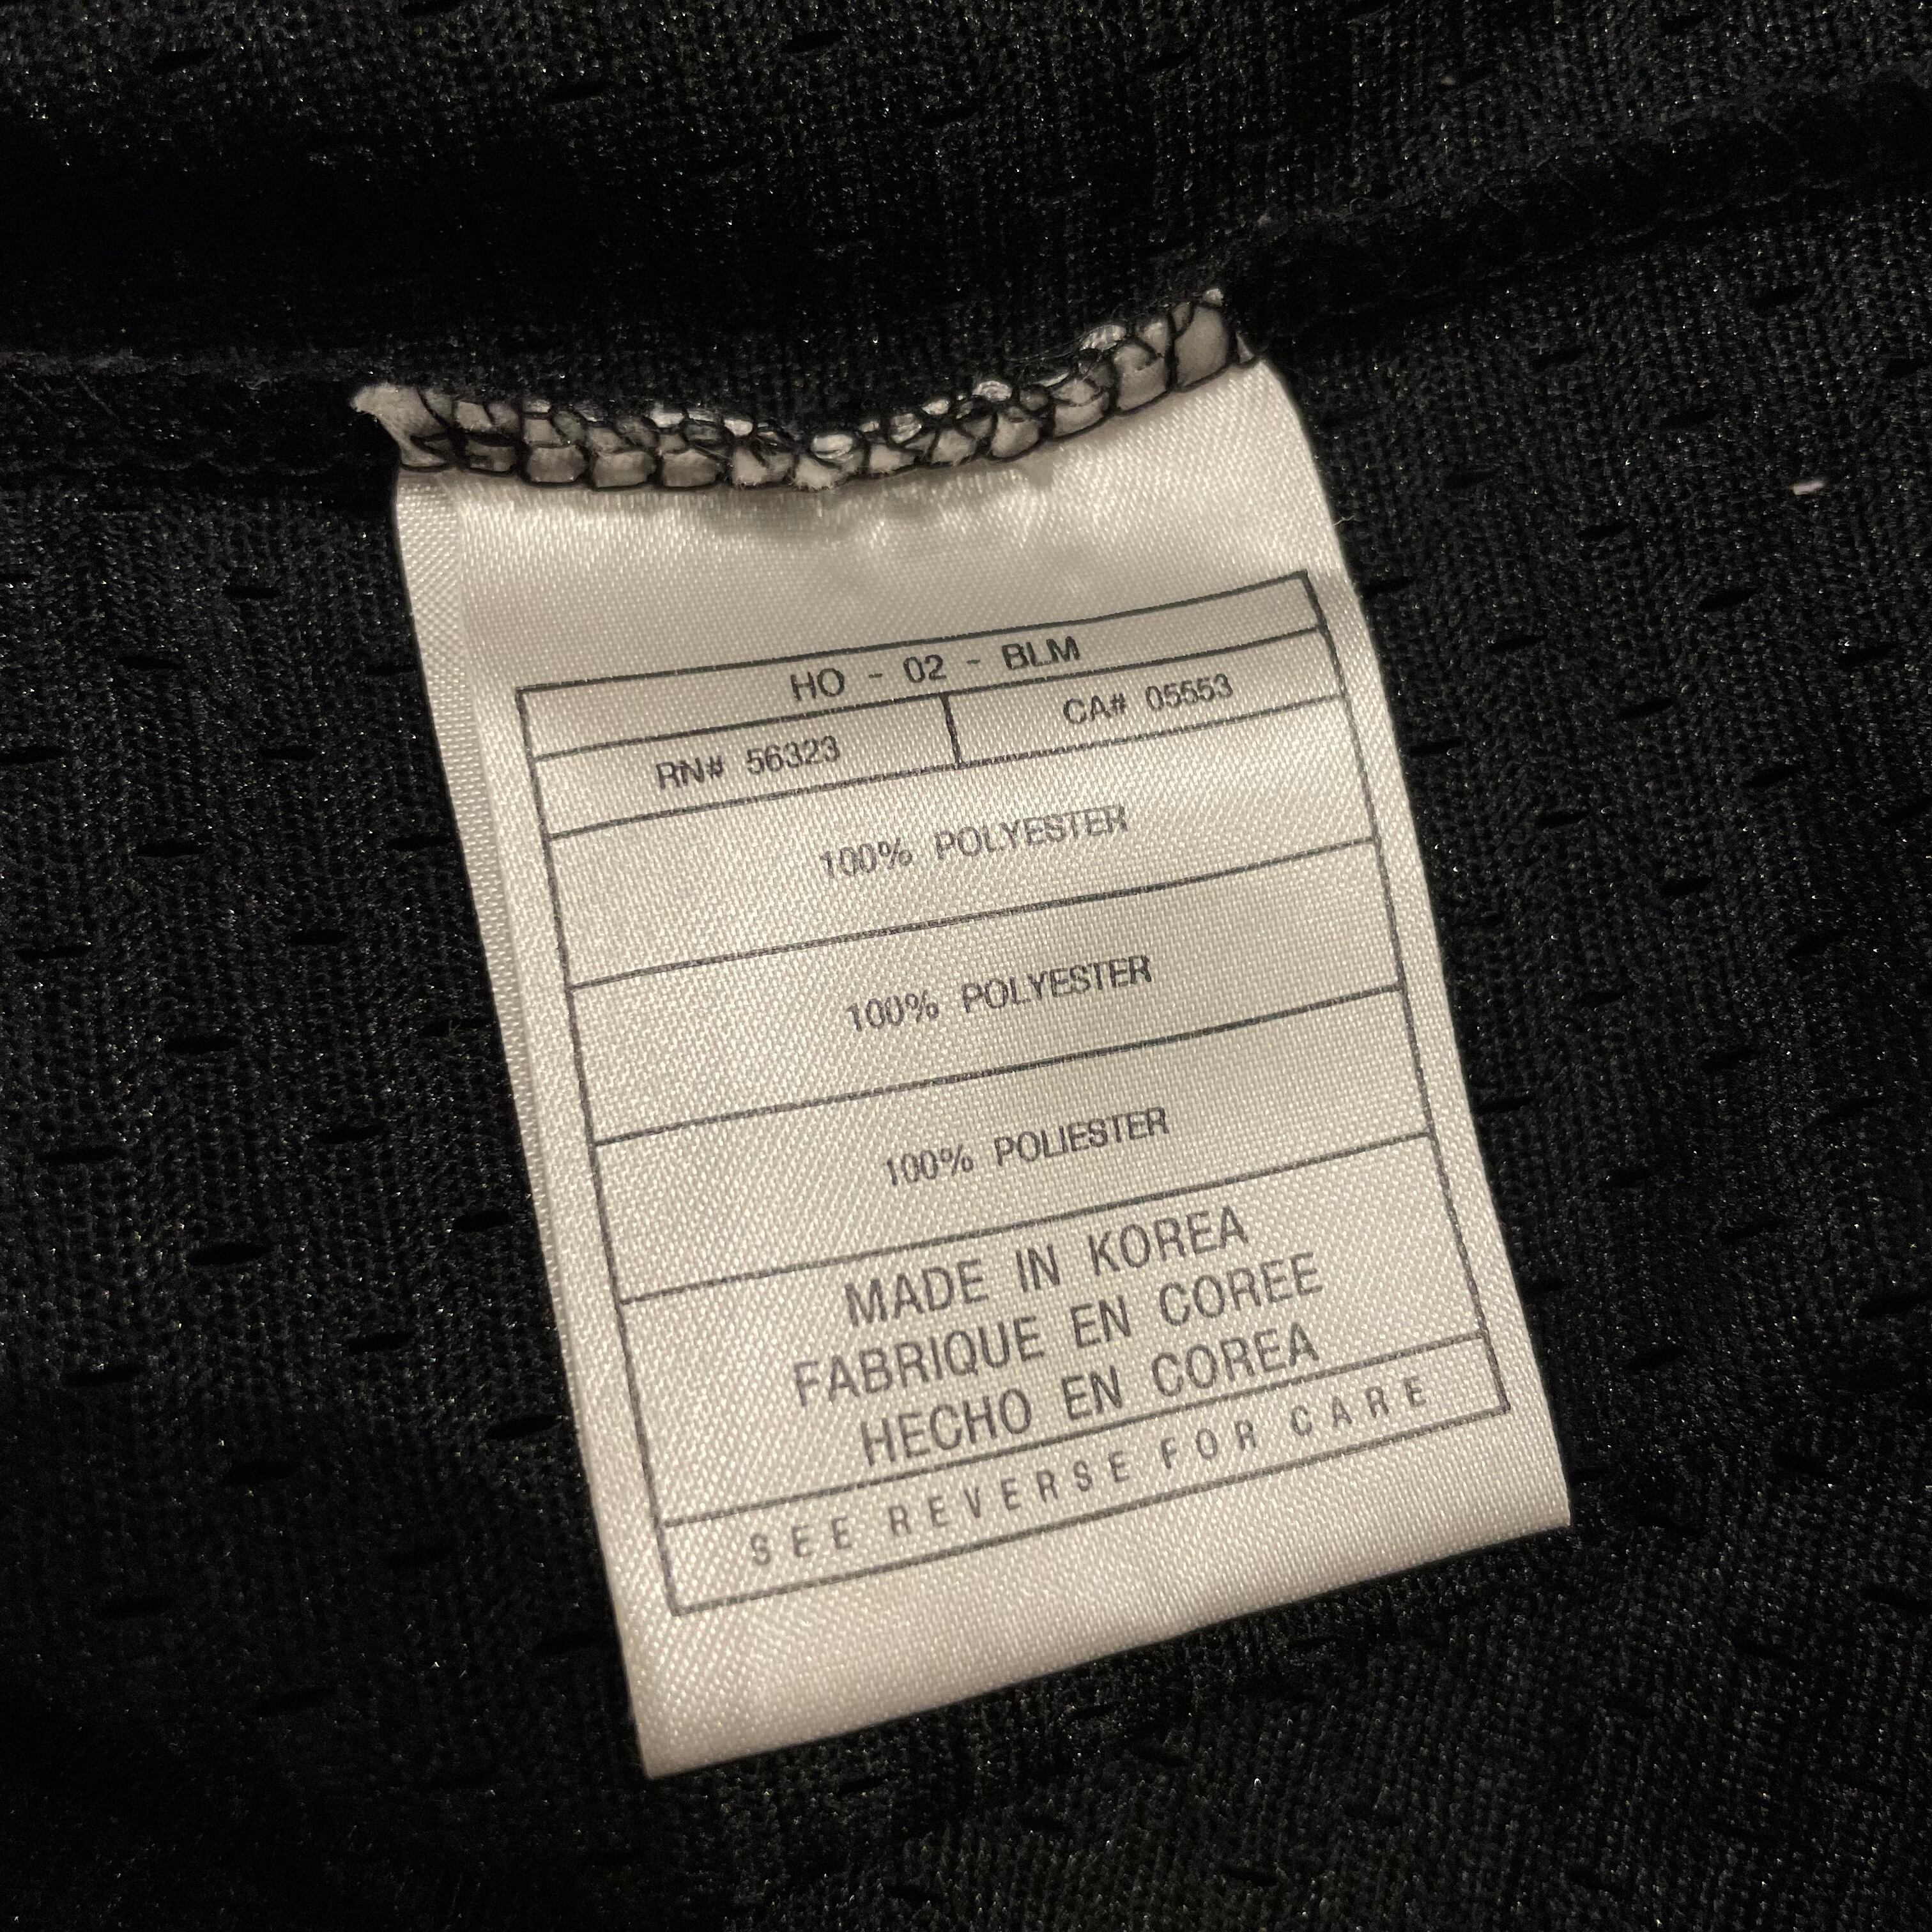 HO - 02 - BLM
RN# 56323 CA# 05553
100% POLYESTER
100% POLYESTER
100% POLIESTER
MADE IN KOREA
FABRIQUE EN COREE
HECHO EN COREA
SEE REVERSE FOR CARE